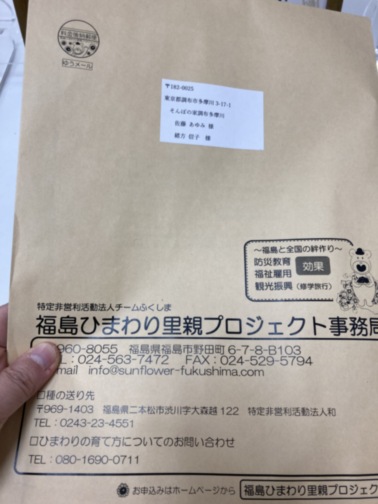 料金後納郵便
ゆうメール
〒182-0025
東京都調布市多摩川3-17-1
そんぽの家調布多摩川
佐藤 あゆみ 様
緒方 初子 様
～福島と全国の絆作り～
防災教育
福祉雇用
観光振興(修学旅行)
効果
特定非営利活動法人チームふくしま
福島ひまわり里親プロジェクト事務局
960-8055 福島県福島市野田町6-7-8-B103
EL:024-563-7472 FAX:024-529-5794
mail info@sunflower-fukushima.com
□種の送り先
〒969-1403 福島県二本松市渋川字大森越122 特定非営利活動法人和
TEL:0243-23-4551
□ひまわりの育て方についてのお問い合わせ
TEL:080-1690-0711
お申込みはホームページから
福島ひまわり里親プロジェク